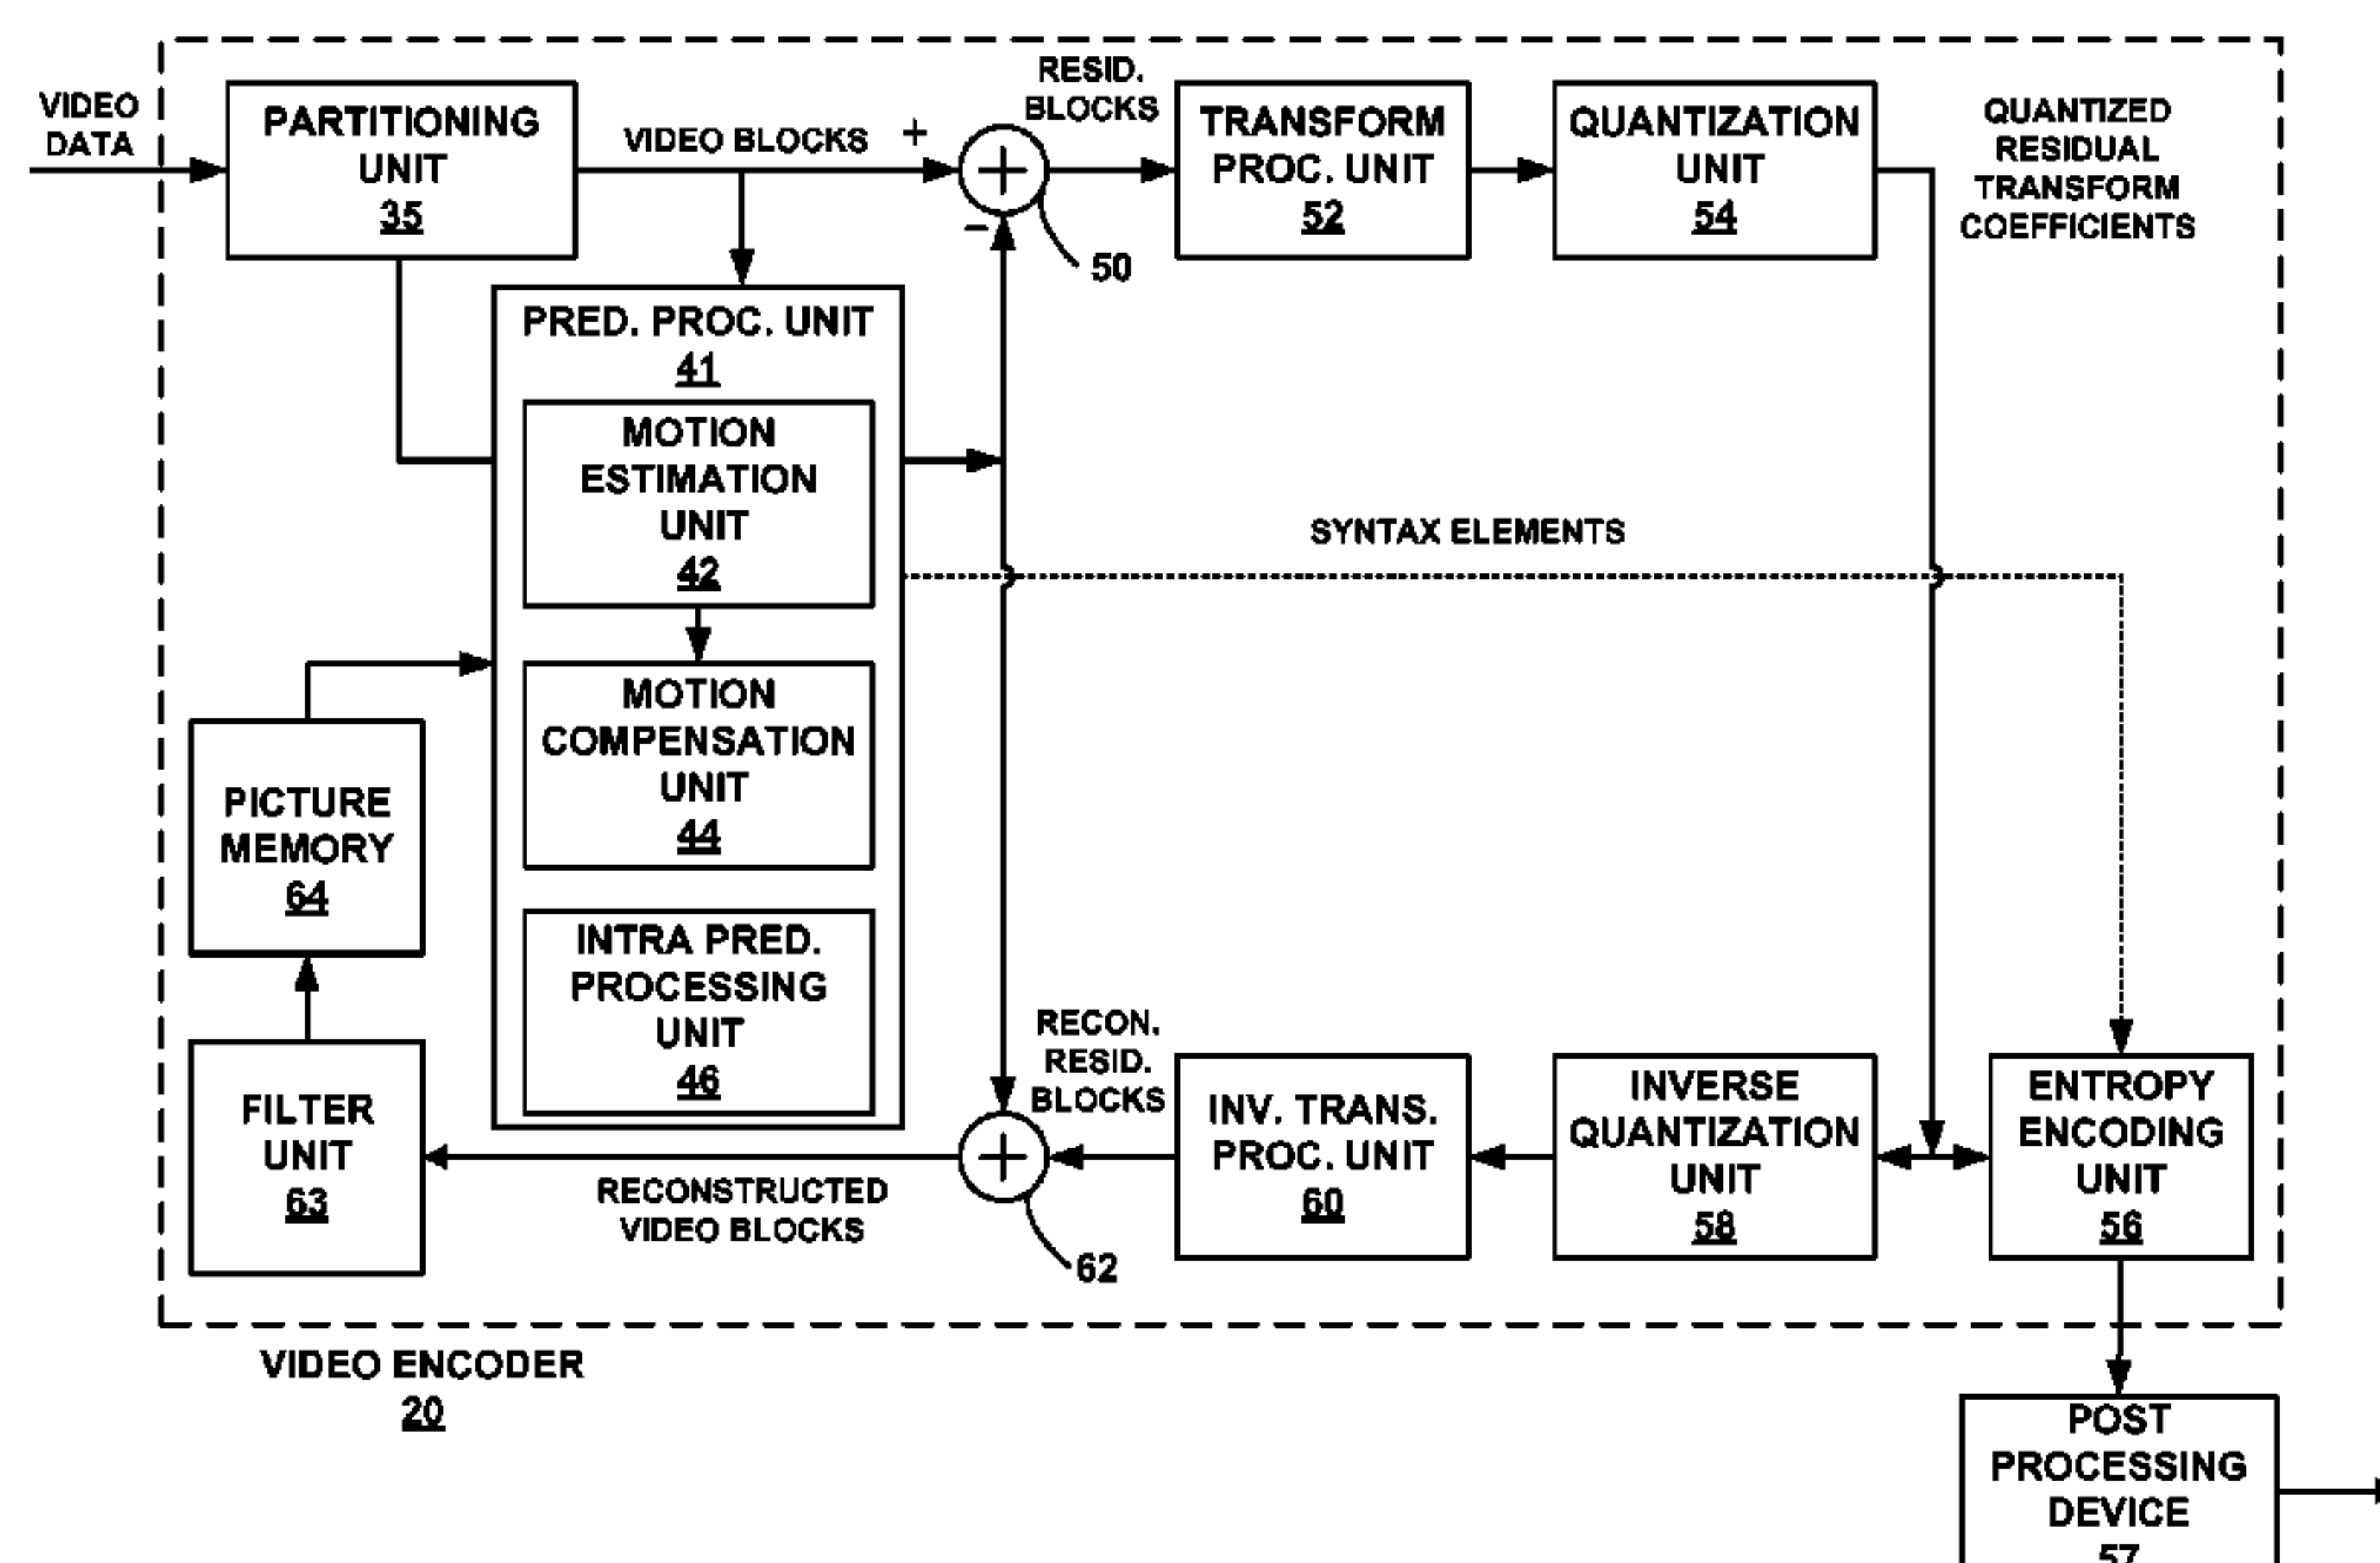 VIDEO
DATA
PARTITIONING
UNIT
35
VIDEO BLOCKS
+
−
50
RESID.
BLOCKS
TRANSFORM
PROC. UNIT
52
QUANTIZATION
UNIT
54
QUANTIZED
RESIDUAL
TRANSFORM
COEFFICIENTS
PRED. PROC. UNIT
41
MOTION
ESTIMATION
UNIT
42
SYNTAX ELEMENTS
MOTION
COMPENSATION
UNIT
44
INTRA PRED.
PROCESSING
UNIT
46
PICTURE
MEMORY
64
FILTER
UNIT
63
RECONSTRUCTED
VIDEO BLOCKS
62
RECON.
RESID.
BLOCKS
INV. TRANS.
PROC. UNIT
60
INVERSE
QUANTIZATION
UNIT
58
ENTROPY
ENCODING
UNIT
56
VIDEO ENCODER
20
POST
PROCESSING
DEVICE
57